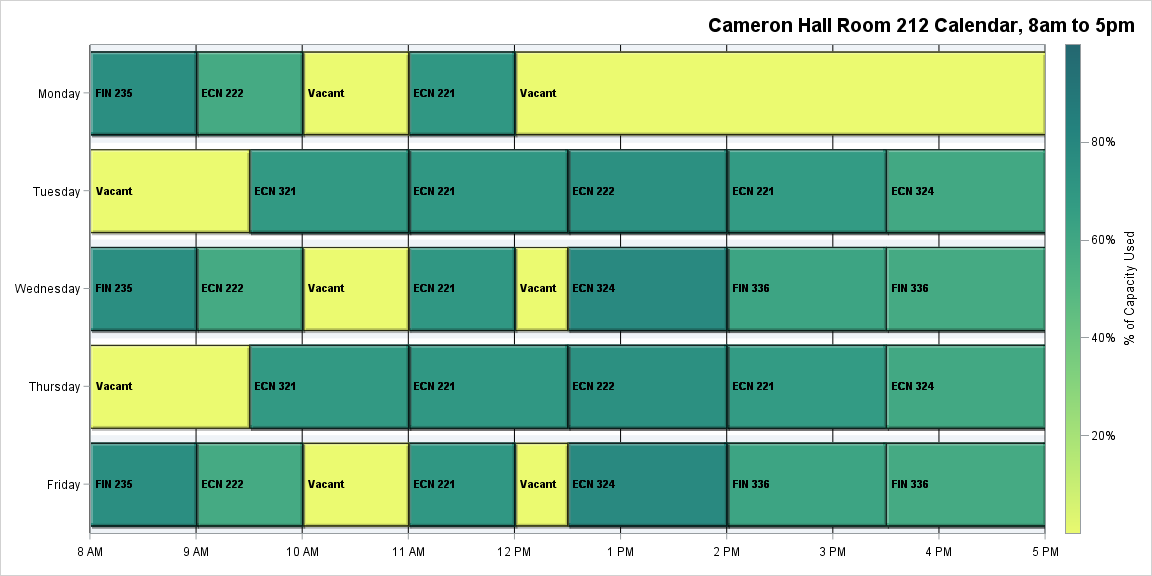 Cameron Hall Room 212 Calendar, 8am to 5pm
Monday FIN 235 ECN 222 Vacant ECN 221 Vacant
Tuesday Vacant ECN 321 ECN 221 ECN 222 ECN 221 ECN 324
Wednesday FIN 235 ECN 222 Vacant ECN 221 Vacant ECN 324 FIN 336 FIN 336
Thursday Vacant ECN 321 ECN 221 ECN 222 ECN 221 ECN 324
Friday FIN 235 ECN 222 Vacant ECN 221 Vacant ECN 324 FIN 336 FIN 336
8 AM 9 AM 10 AM 11 AM 12 PM 1 PM 2 PM 3 PM 4 PM 5 PM
80%
60%
40%
20%
% of Capacity Used